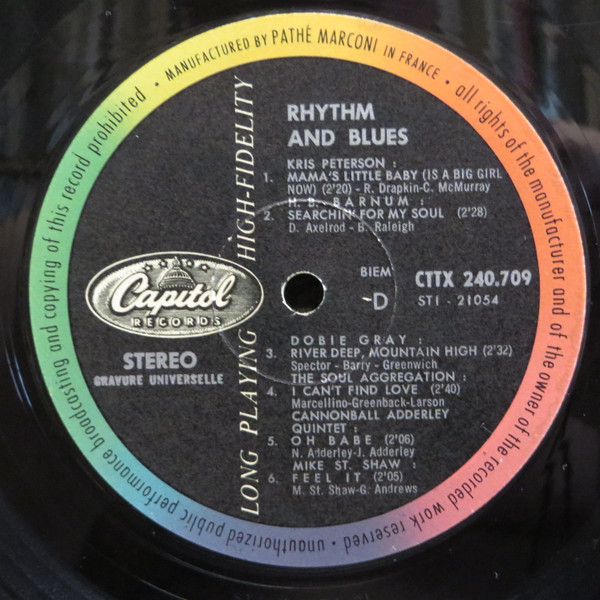 MANUFACTURED BY PATHÉ MARCONI IN FRANCE • all rights of the manufacturer and of the owner of the recorded work reserved • unauthorized public performance broadcasting and copying of this record prohibited •
RHYTHM
AND BLUES
KRIS PETERSON :
1. MAMA'S LITTLE BABY (IS A BIG GIRL
NOW) (2'20) - R. Drapkin-C. McMurray
H. B. BARNUM :
2. SEARCHIN' FOR MY SOUL (2'28)
D. Axelrod - B. Raleigh
BIEM
D
CTTX 240.709
STI - 21054
Capitol
RECORDS
STEREO
GRAVURE UNIVERSELLE
LONG PLAYING HIGH-FIDELITY
DOBIE GRAY :
3. RIVER DEEP, MOUNTAIN HIGH (2'32)
Spector - Barry - Greenwich
THE SOUL AGGREGATION :
4. I CAN'T FIND LOVE (2'40)
Marcellino-Greenback-Larson
CANNONBALL ADDERLEY
QUINTET :
5. OH BABE (2'06)
N. Adderley-J. Adderley
MIKE ST. SHAW :
6. FEEL IT (2'05)
M. St. Shaw-G. Andrews